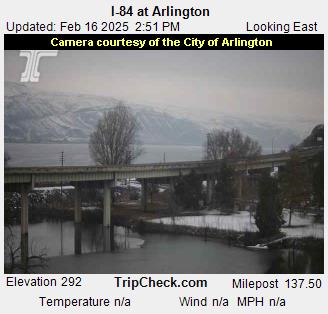 I-84 at Arlington
Updated: Feb 16 2025 2:51 PM Looking East
Camera courtesy of the City of Arlington
Elevation 292 TripCheck.com Milepost 137.50
Temperature n/a Wind n/a MPH n/a